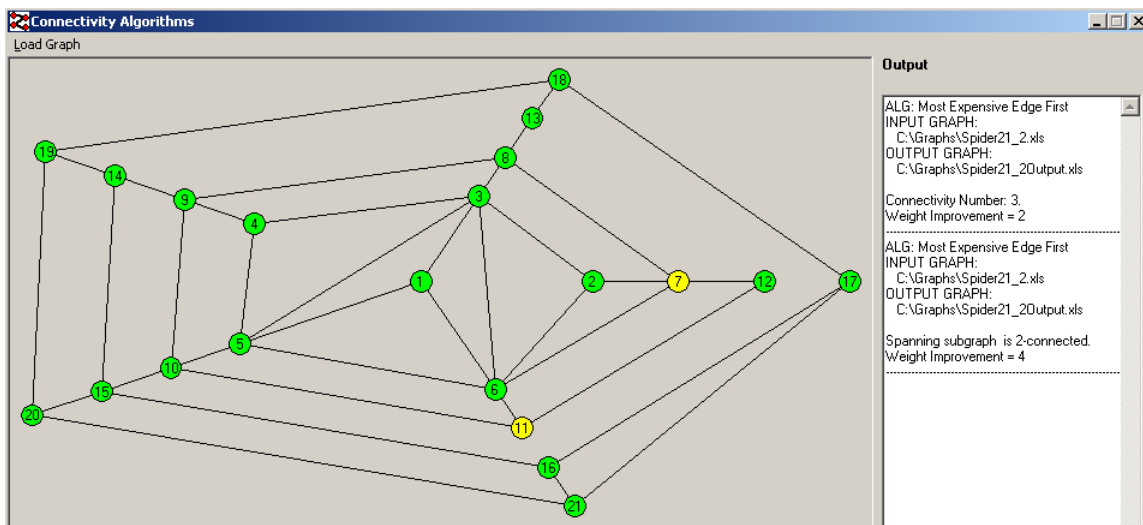 Connectivity Algorithms
Load Graph
Output
18
13
19
8
14
3
9
4
1
2
7
12
17
5
10
6
15
20
11
16
21
ALG: Most Expensive Edge First
INPUT GRAPH:
C:\Graphs\Spider21_2.xls
OUTPUT GRAPH:
C:\Graphs\Spider21_2Output.xls
Connectivity Number: 3.
Weight Improvement = 2
ALG: Most Expensive Edge First
INPUT GRAPH:
C:\Graphs\Spider21_2.xls
OUTPUT GRAPH:
C:\Graphs\Spider21_2Output.xls
Spanning subgraph is 2-connected.
Weight Improvement = 4